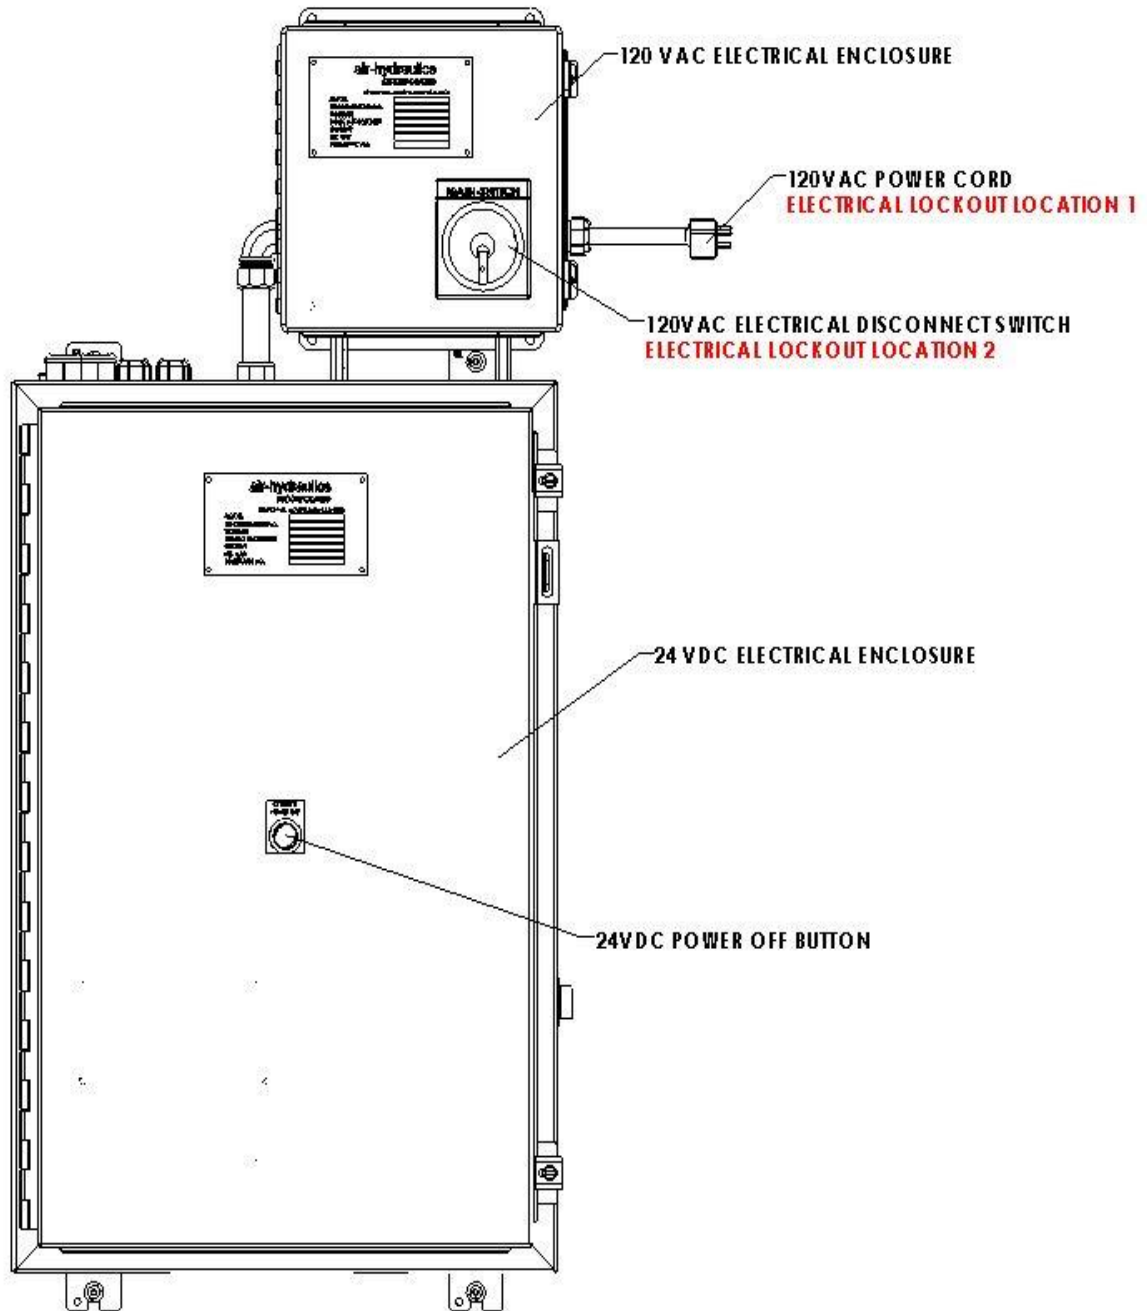 120 VAC ELECTRICAL ENCLOSURE
air-hydraulics
120VAC POWER CORD
ELECTRICAL LOCKOUT LOCATION 1
MAIN-SWITCH
120VAC ELECTRICAL DISCONNECT SWITCH
ELECTRICAL LOCKOUT LOCATION 2
air-hydraulics
24 VDC ELECTRICAL ENCLOSURE
24VDC POWER OFF BUTTON